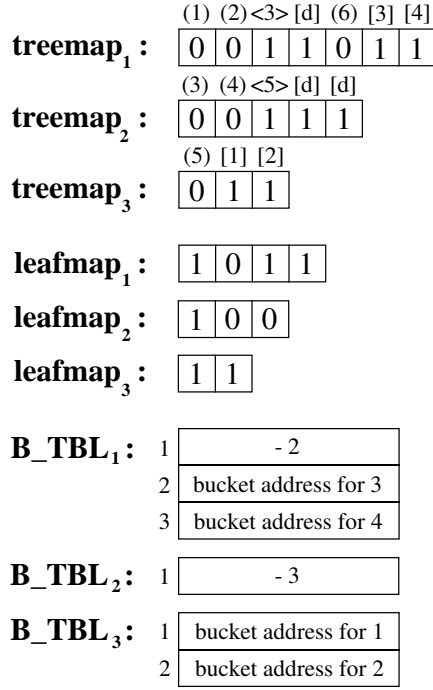 (1) (2) <3> [d] (6) [3] [4]
treemap1 : 0 0 1 1 0 1 1
(3) (4) <5> [d] [d]
treemap2 : 0 0 1 1 1
(5) [1] [2]
treemap3 : 0 1 1
leafmap1 : 1 0 1 1
leafmap2 : 1 0 0
leafmap3 : 1 1
B_TBL1: 1 - 2
2 bucket address for 3
3 bucket address for 4
B_TBL2: 1 - 3
B_TBL3: 1 bucket address for 1
2 bucket address for 2